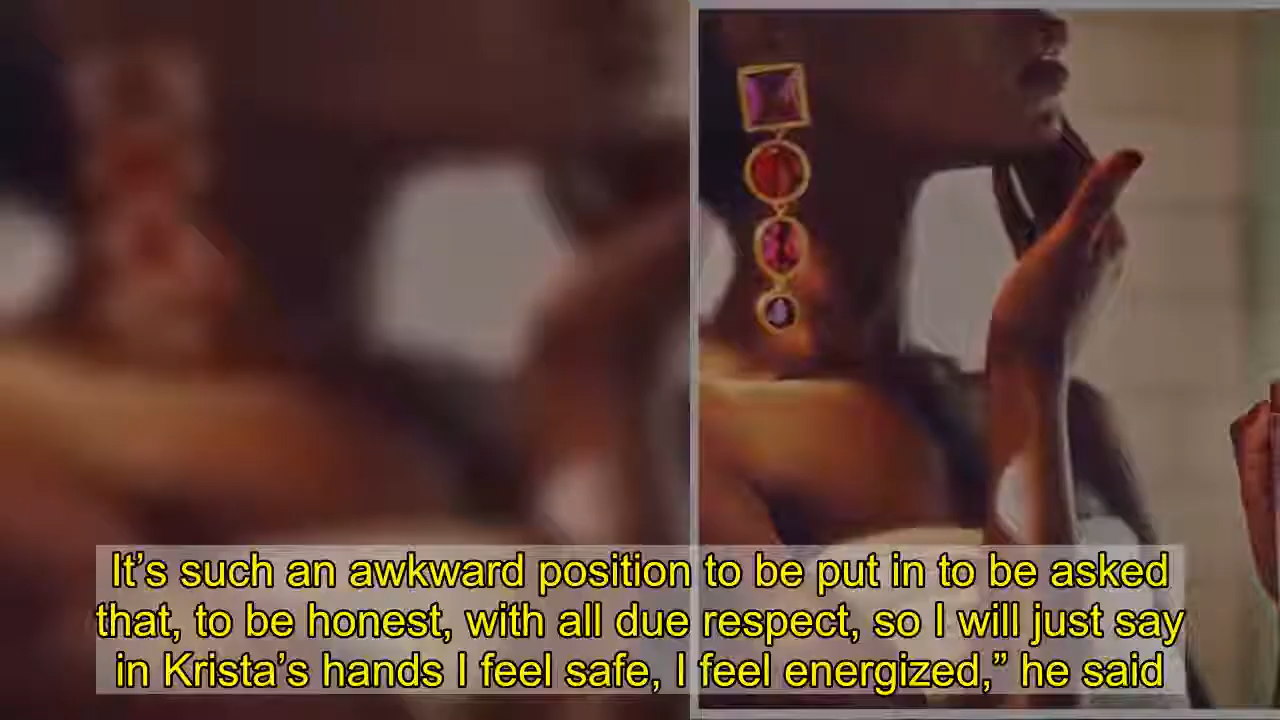 It’s such an awkward position to be put in to be asked
that, to be honest, with all due respect, so I will just say
in Krista’s hands I feel safe, I feel energized,” he said